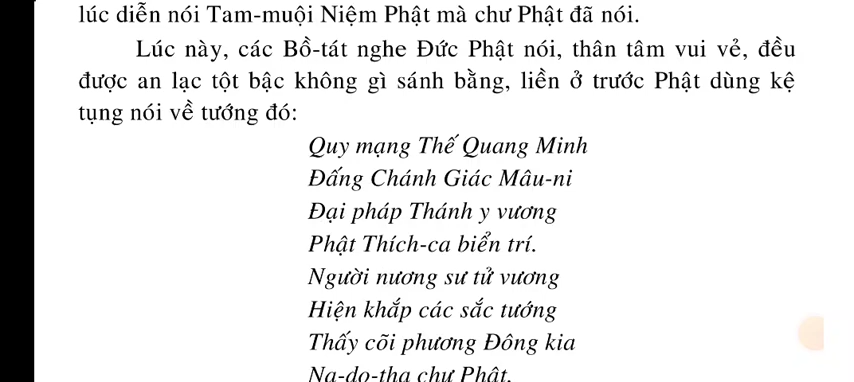 lúc diễn nói Tam-muội Niệm Phật mà chư Phật đã nói.
Lúc này, các Bồ-tát nghe Đức Phật nói, thân tâm vui vẻ, đều
được an lạc tột bậc không gì sánh bằng, liền ở trước Phật dùng kệ
tụng nói về tướng đó:
Quy mạng Thế Quang Minh
Đấng Chánh Giác Mâu-ni
Đại pháp Thánh y vương
Phật Thích-ca biển trí.
Người nương sư tử vương
Hiện khắp các sắc tướng
Thấy cõi phương Đông kia
Na-do-tha chư Phật.